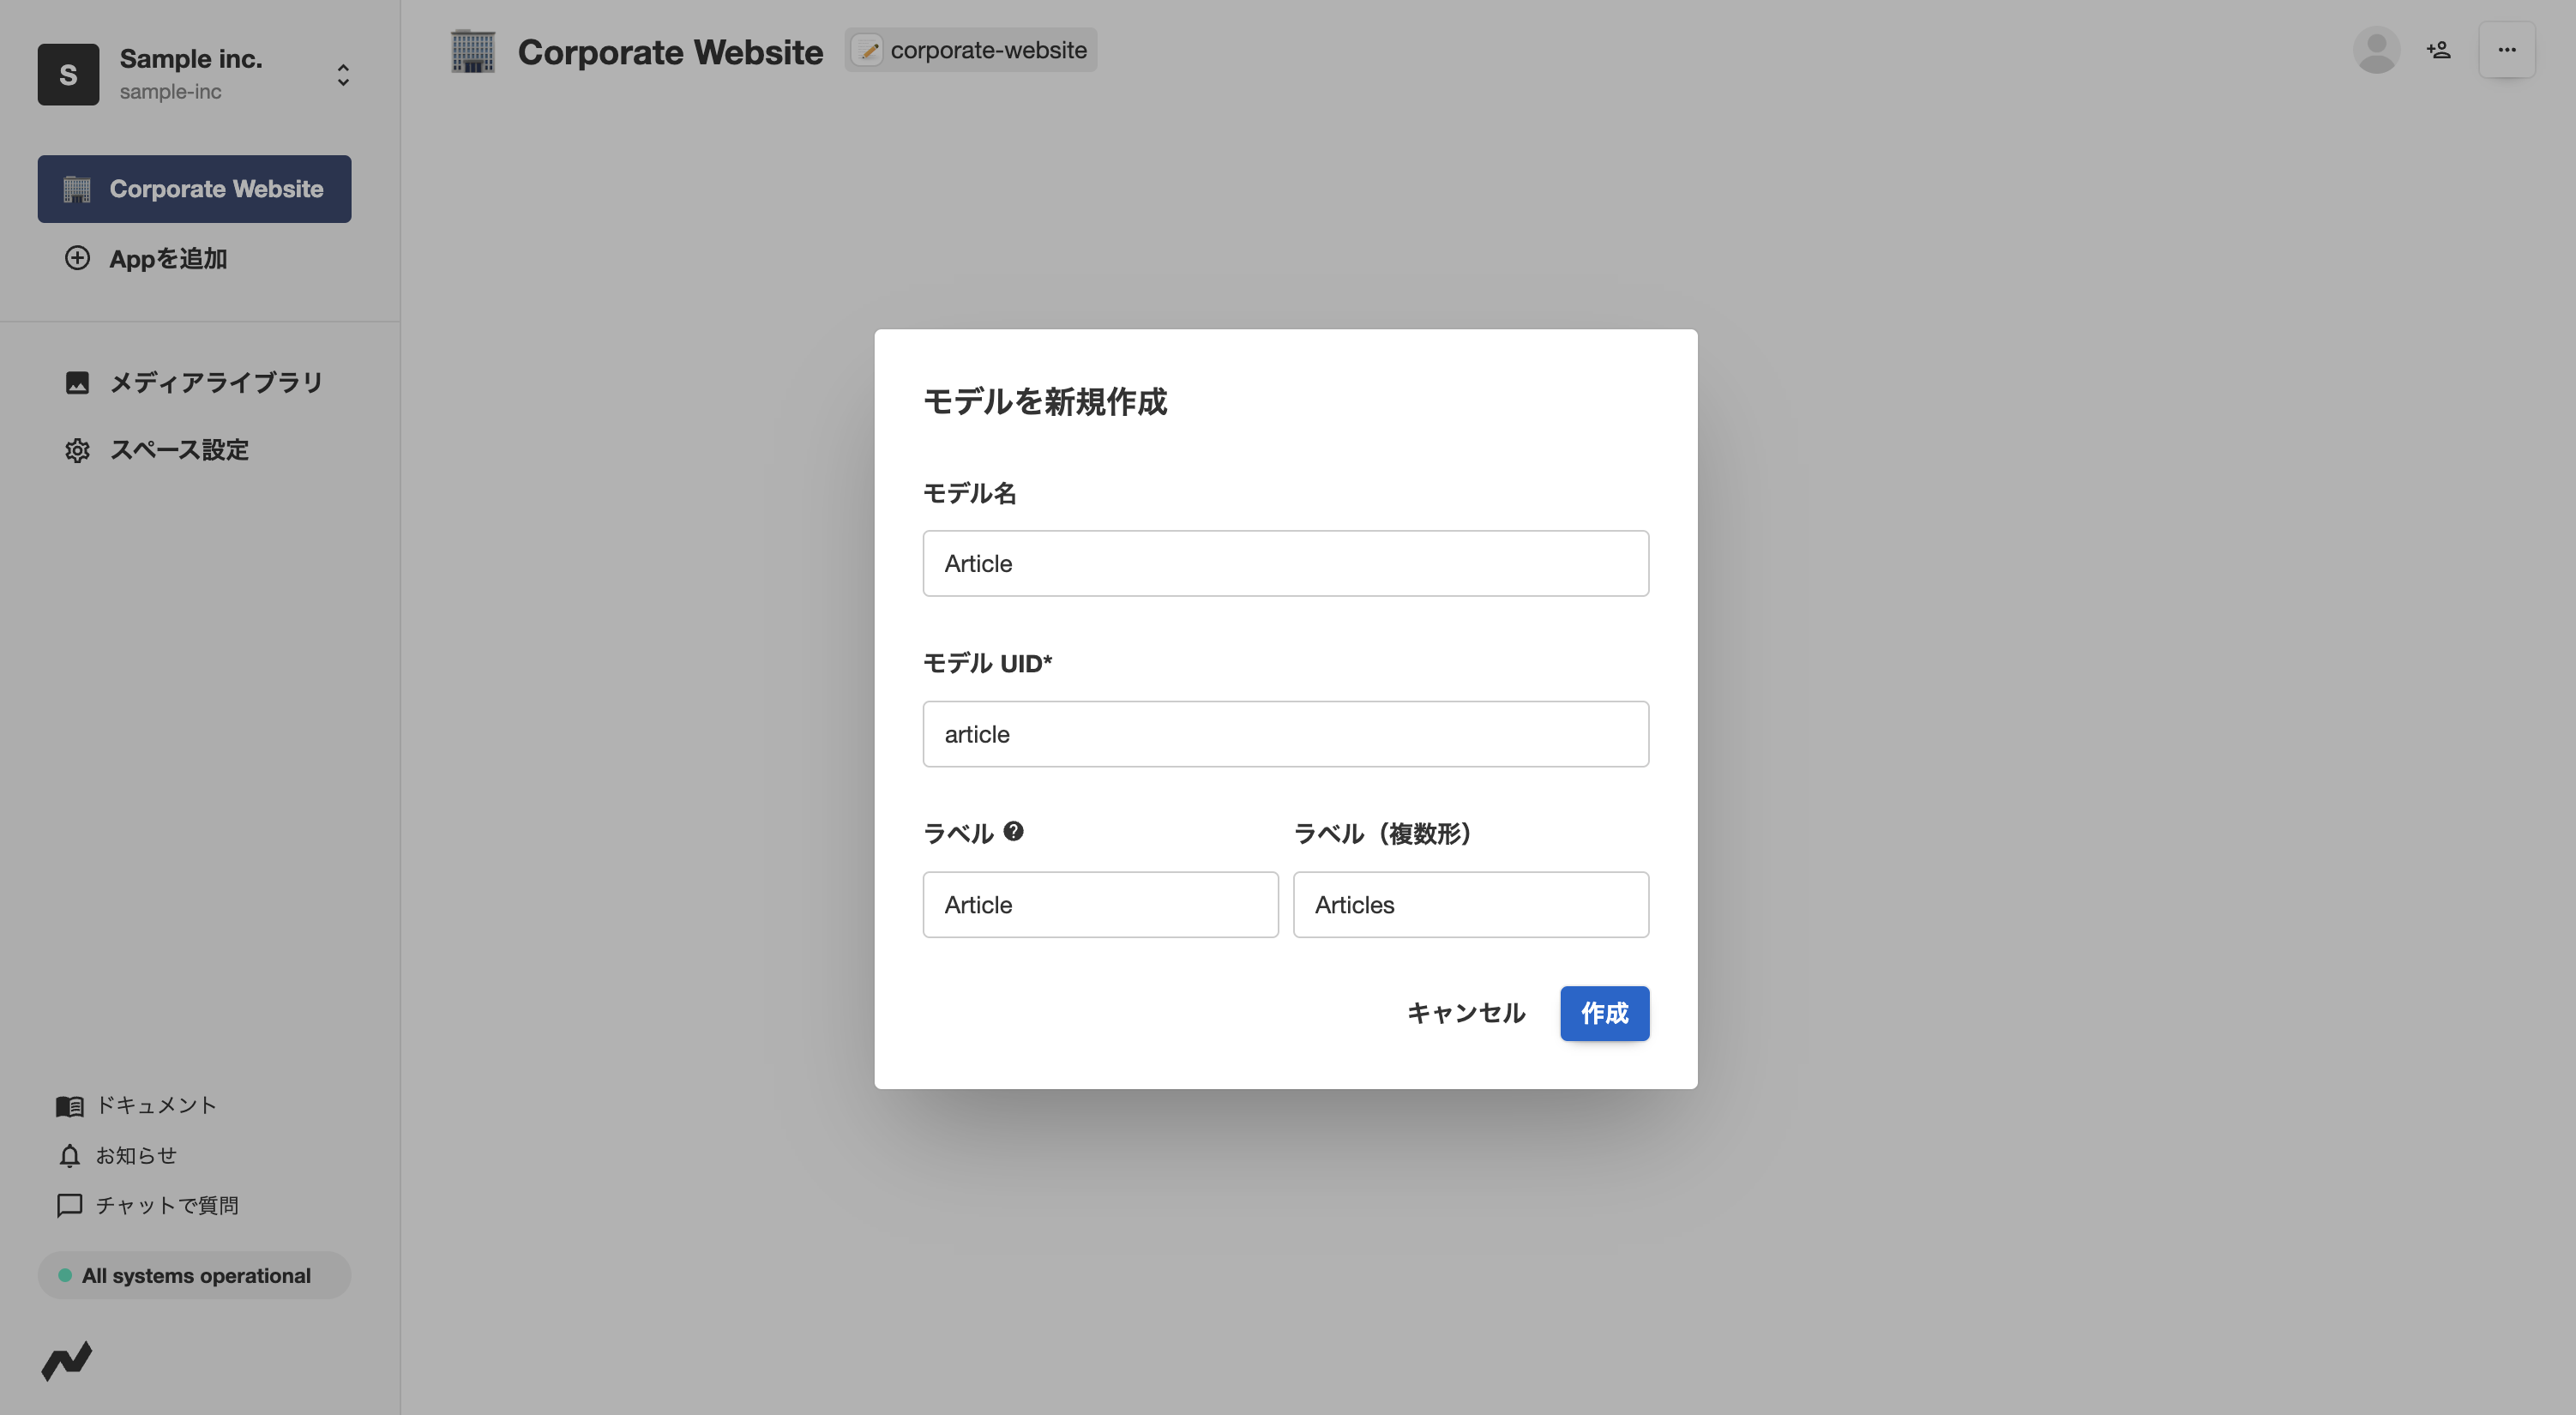 S
Sample inc.
sample-inc
Corporate Website
Appを追加
メディアライブラリ
スペース設定
ドキュメント
お知らせ
チャットで質問
All systems operational
Corporate Website
corporate-website
モデルを新規作成
モデル名
Article
モデル UID*
article
ラベル
ラベル（複数形）
Article
Articles
キャンセル
作成